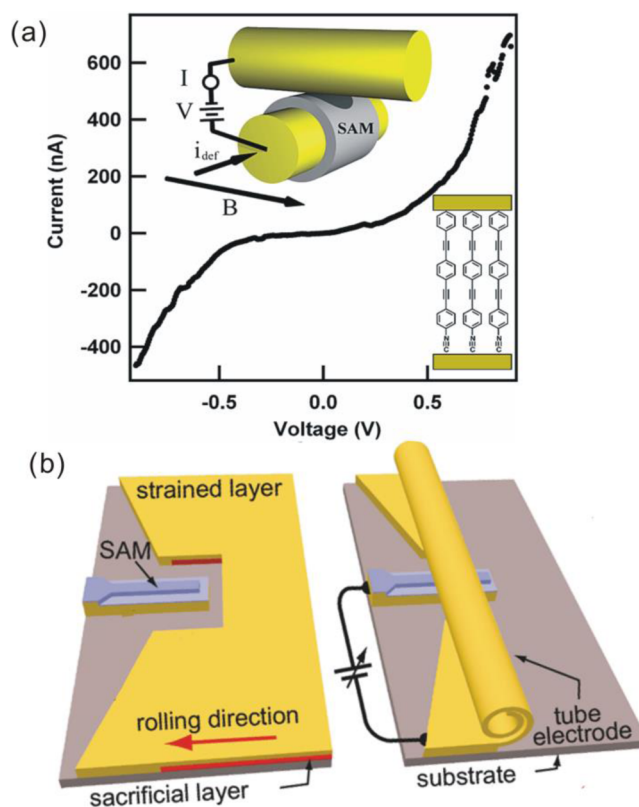 (a)
600
400
200
0
-200
-400
Current (nA)
-0.5
0.0
0.5
Voltage (V)
I
V
i def
B
SAM
N N N
C C C
(b)
strained layer
SAM
rolling direction
sacrificial layer
tube
electrode
substrate